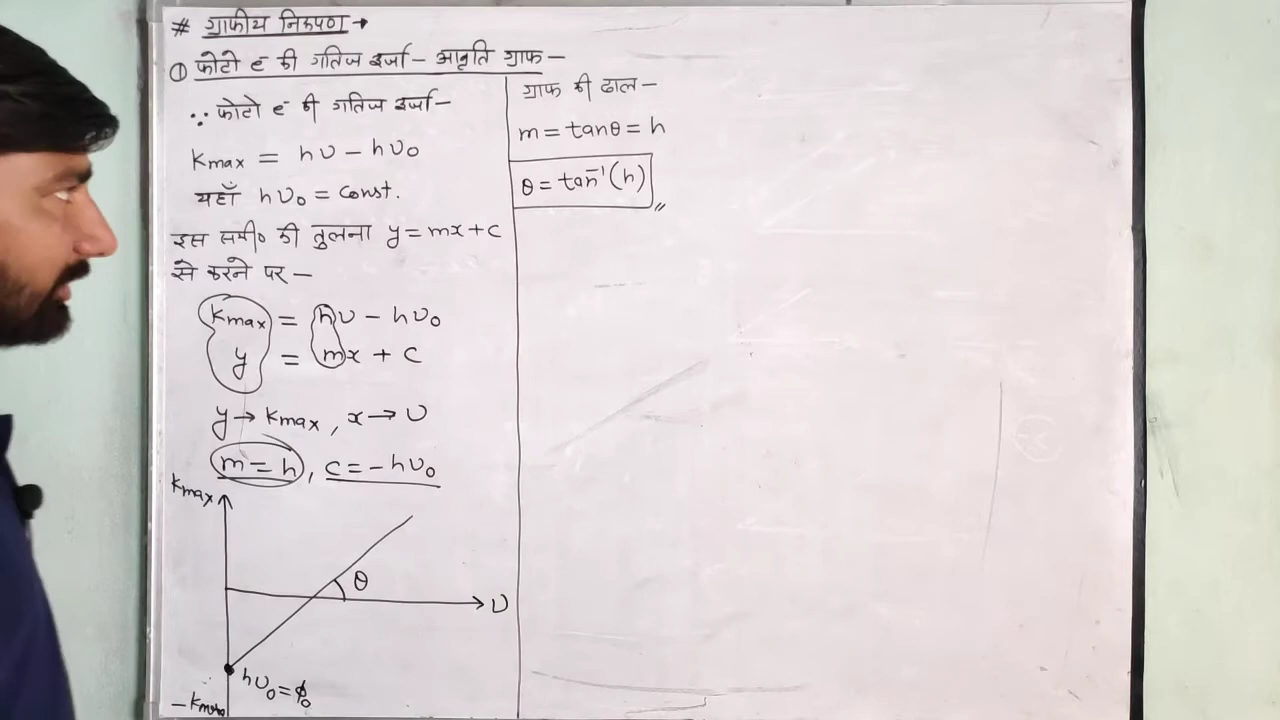 # ग्राफीय निरुपण →
① फोटो e⁻ की गतिज ऊर्जा – आवृति ग्राफ –
∵ फोटो e⁻ की गतिज ऊर्जा –
Kmax = hυ – hυ₀
यहाँ hυ₀ = Const.
इस समी० की तुलना y = mx + c
से करने पर –
Kmax = hυ – hυ₀
y = mx + c
y → Kmax, x → υ
m = h, c = – hυ₀
Kmax
θ
υ
hυ₀ = ϕ₀
ग्राफ की ढाल –
m = tanθ = h
θ = tan⁻¹(h)